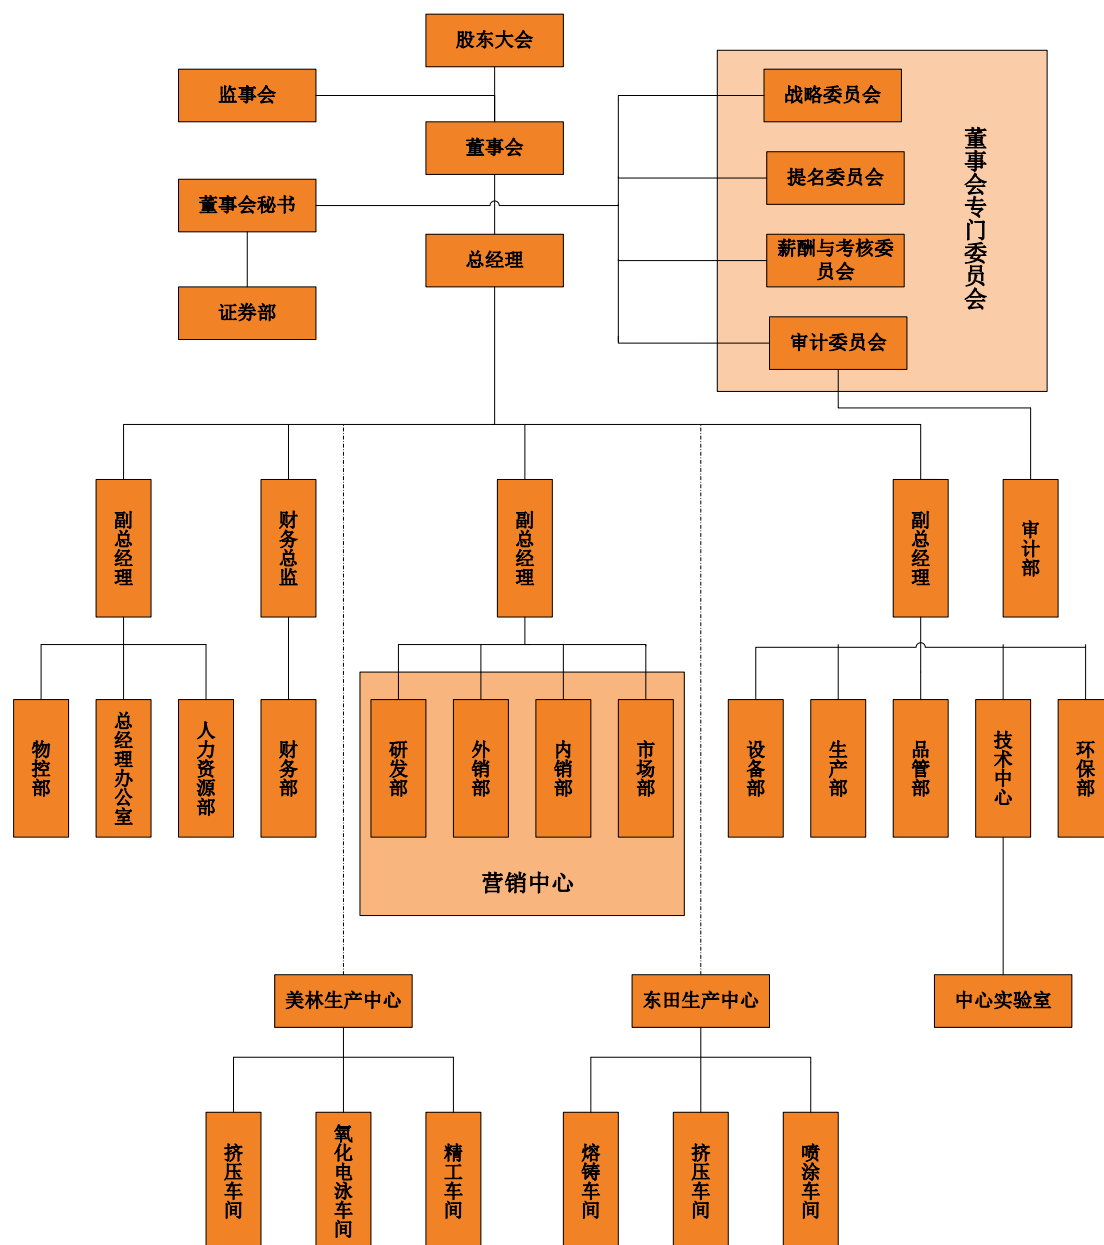 股东大会
监事会
董事会
董事会秘书
总经理
证券部
战略委员会
提名委员会
薪酬与考核委
员会
审计委员会
董事会专门委员会
副总经理
财务总监
副总经理
副总经理
审计部
物控部
总经理办公室
人力资源部
财务部
研发部
外销部
内销部
市场部
营销中心
设备部
生产部
品管部
技术中心
环保部
美林生产中心
东田生产中心
中心实验室
挤压车间
氧化电泳车间
精工车间
熔铸车间
挤压车间
喷涂车间